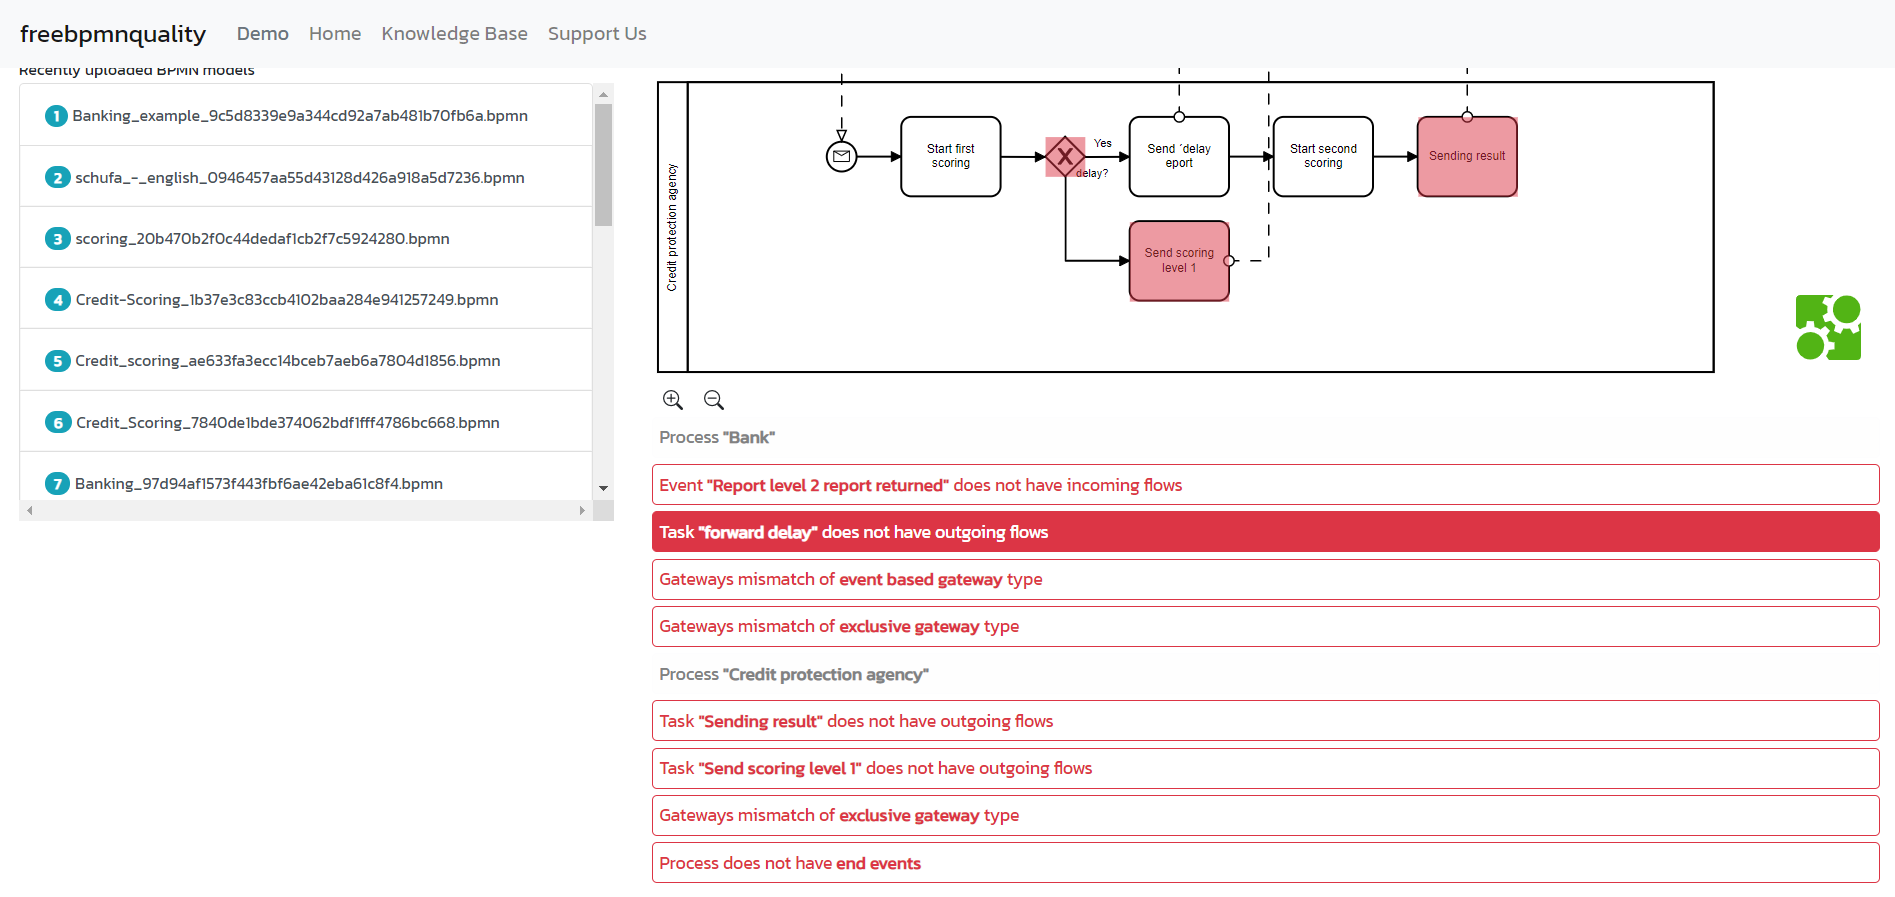 freebpmnquality Demo Home Knowledge Base Support Us
Recently uploaded BPMN models
1 Banking_example_9c5d8339e9a344cd92a7ab481b70fb6a.bpmn
2 schufa_-_english_0946457aa55d43128d426a918a5d7236.bpmn
3 scoring_20b470b2f0c44dedaf1cb2f7c5924280.bpmn
4 Credit-Scoring_1b37e3c83ccb4102baa284e941257249.bpmn
5 Credit_scoring_ae633fa3ecc14bceb7aeb6a7804d1856.bpmn
6 Credit_Scoring_7840de1bde374062bdf1fff4786bc668.bpmn
7 Banking_97d94af1573f443fbf6ae42eba61c8f4.bpmn
Credit protection agency
Start first
scoring
Yes
delay?
Send ´delay
eport
Start second
scoring
Sending result
Send scoring
level 1
Process "Bank"
Event "Report level 2 report returned" does not have incoming flows
Task "forward delay" does not have outgoing flows
Gateways mismatch of event based gateway type
Gateways mismatch of exclusive gateway type
Process "Credit protection agency"
Task "Sending result" does not have outgoing flows
Task "Send scoring level 1" does not have outgoing flows
Gateways mismatch of exclusive gateway type
Process does not have end events